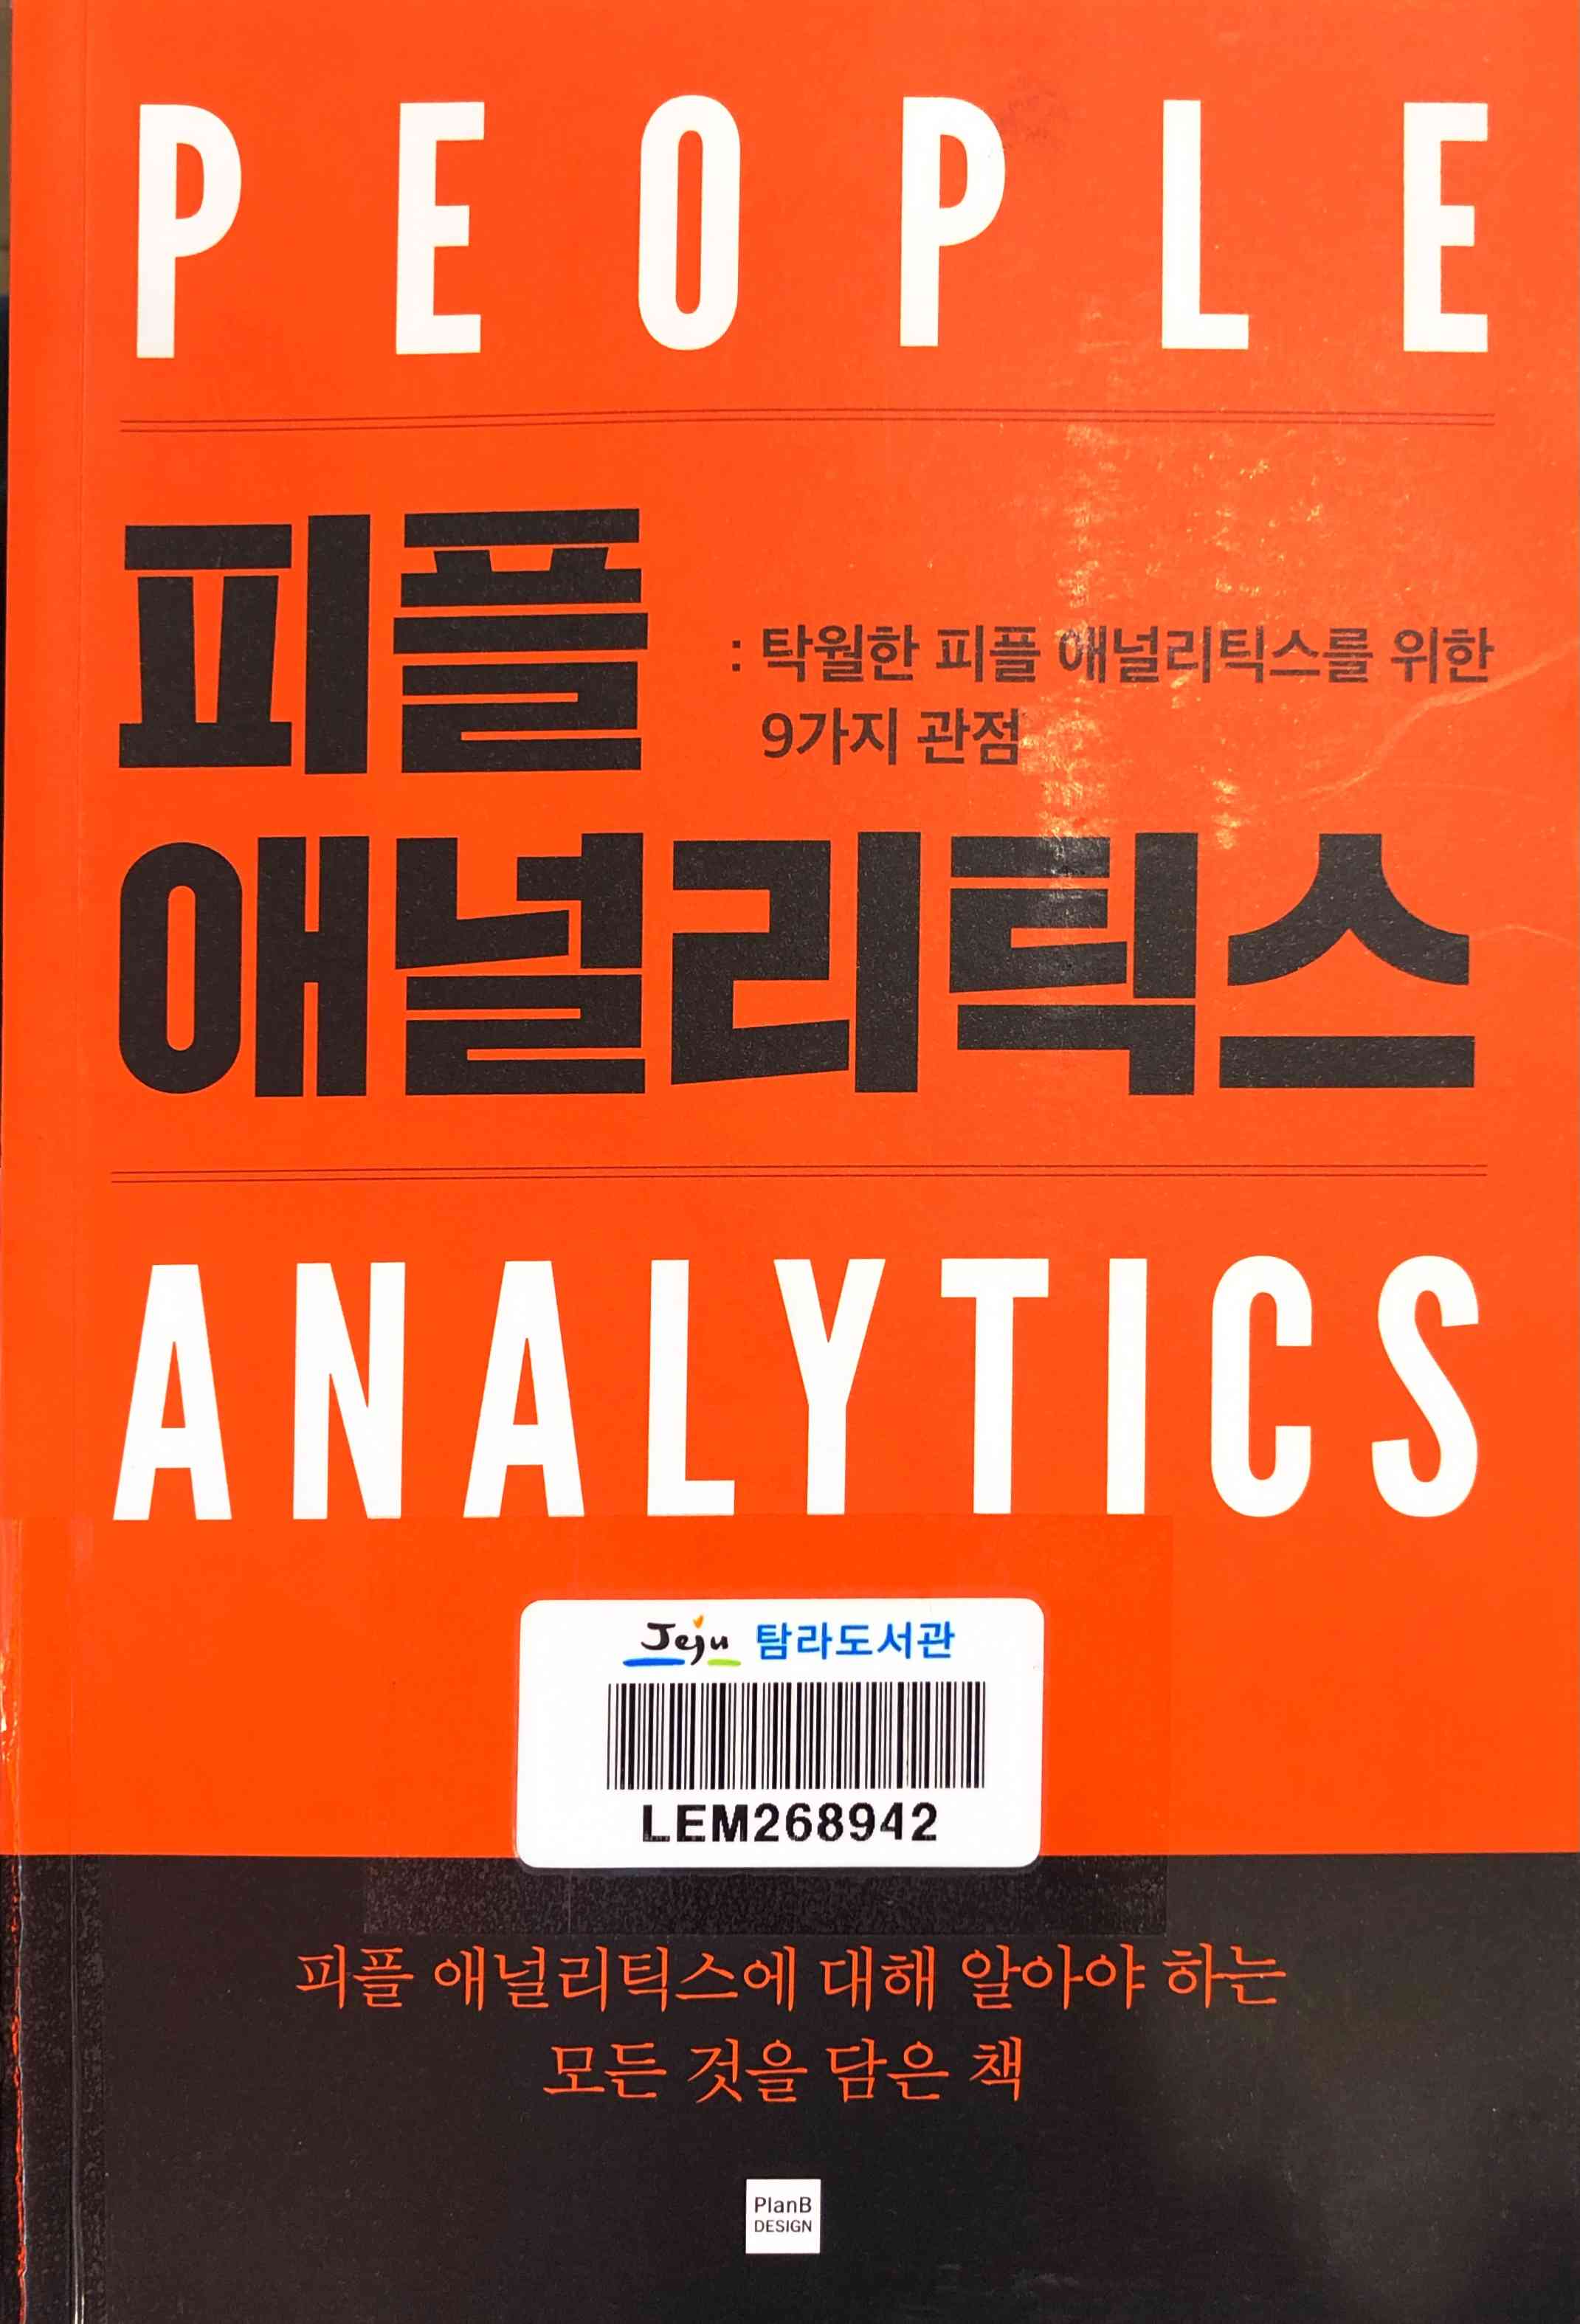 PEOPLE
피플
: 탁월한 피플 애널리틱스를 위한
9가지 관점
애널리틱스
ANALYTICS
Jeju 탐라도서관
LEM268942
피플 애널리틱스에 대해 알아야 하는
모든 것을 담은 책
PlanB
DESIGN